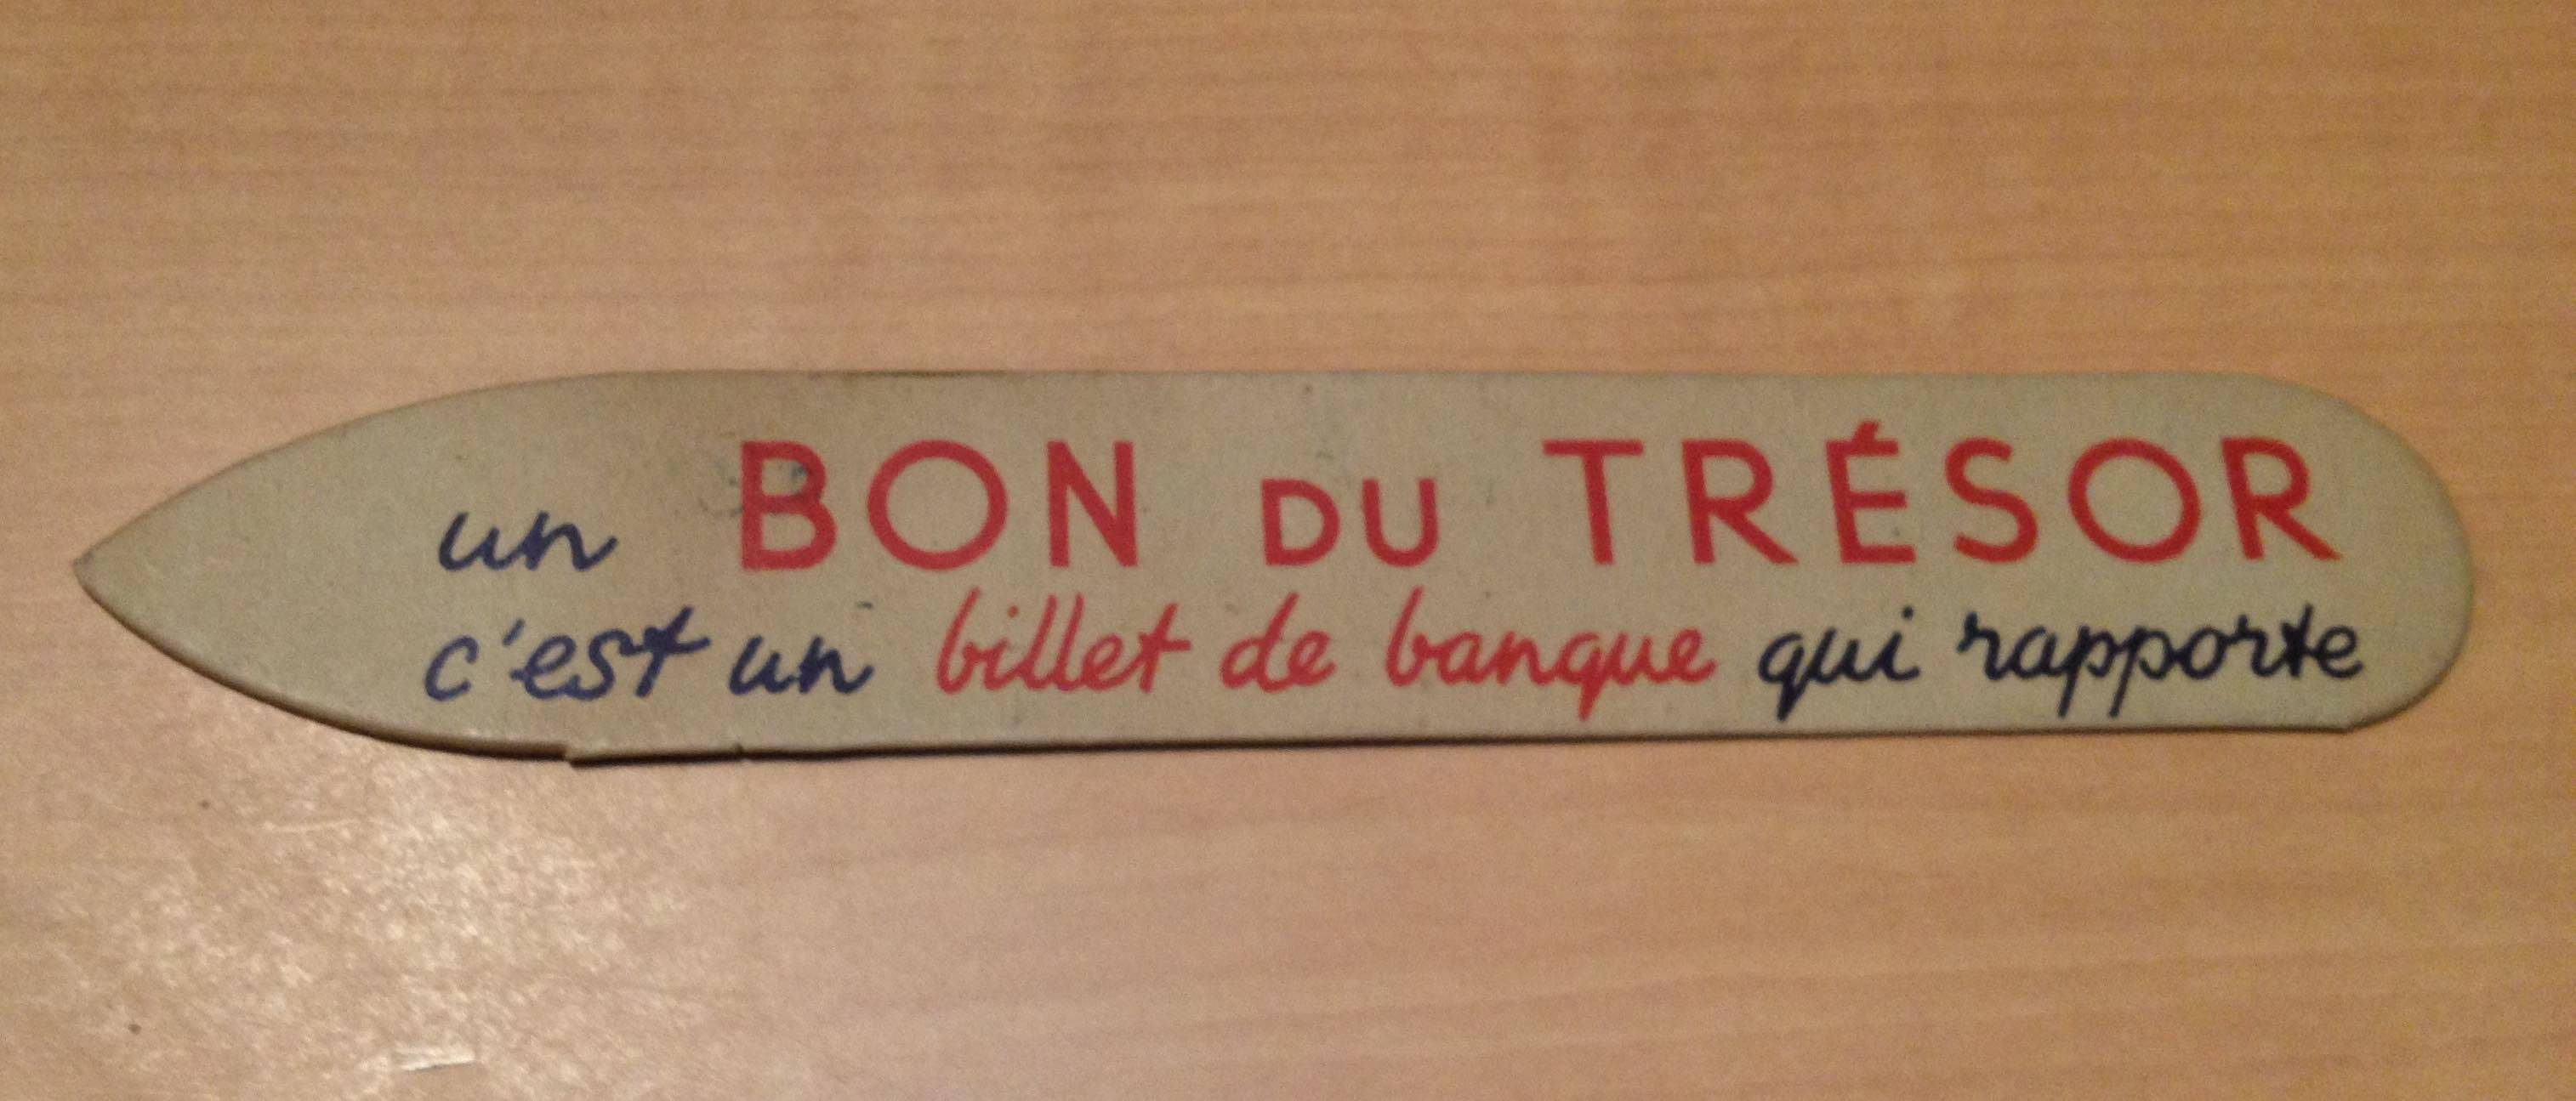 un BON DU TRÉSOR
c'est un billet de banque qui rapporte